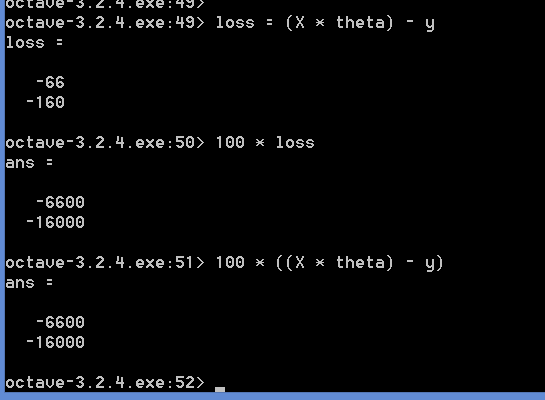 octave-3.2.4.exe:49>
octave-3.2.4.exe:49> loss = (X * theta) - y
loss =
-66
-160
octave-3.2.4.exe:50> 100 * loss
ans =
-6600
-16000
octave-3.2.4.exe:51> 100 * ((X * theta) - y)
ans =
-6600
-16000
octave-3.2.4.exe:52>